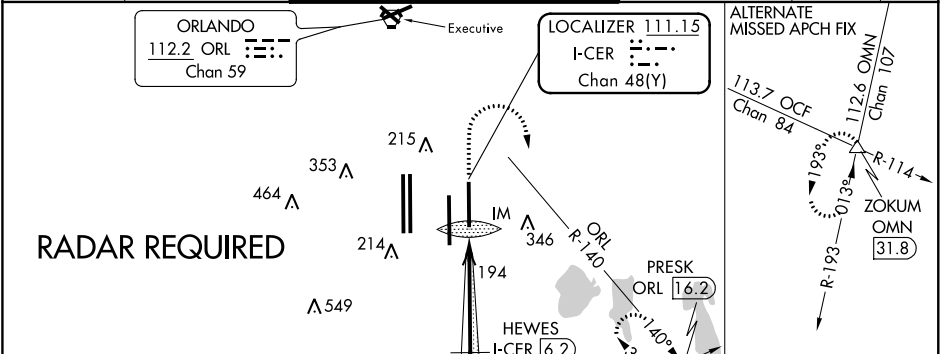 ORLANDO
112.2 ORL
Chan 59
Executive
LOCALIZER 111.15
I-CER
Chan 48(Y)
ALTERNATE
MISSED APCH FIX
113.7 OCF
Chan 84
112.6 OMN
Chan 107
R-114
193°
013°
ZOKUM
OMN
31.8
R-193
215
353
464
RADAR REQUIRED
214
IM
346
194
549
ORL
R-140
PRESK
ORL 16.2
HEWES
I-CER 6.2
140°